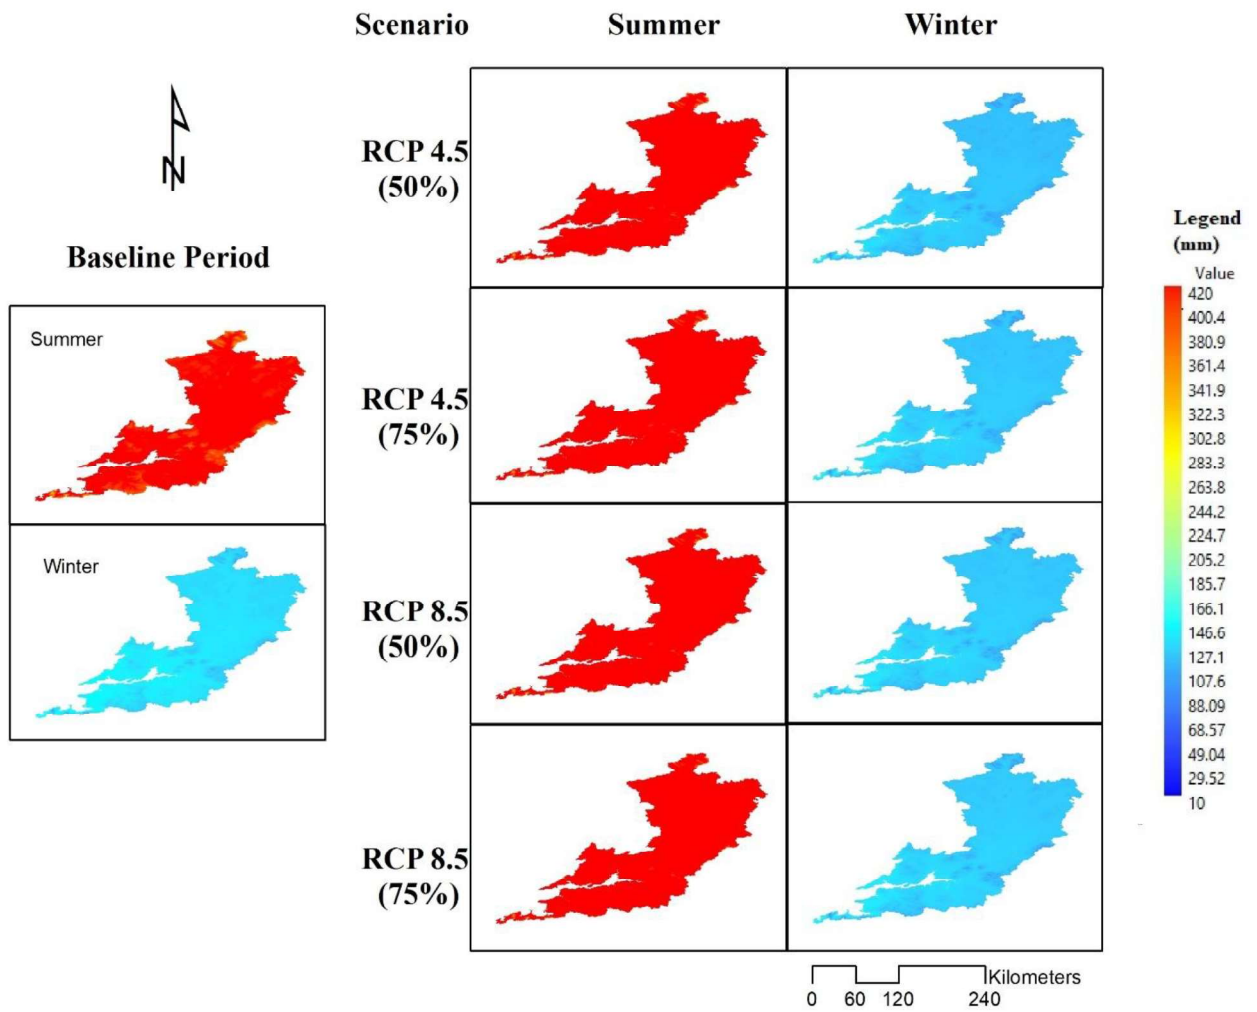 Scenario
Summer
Winter
N
Baseline Period
Summer
Winter
RCP 4.5
(50%)
RCP 4.5
(75%)
RCP 8.5
(50%)
RCP 8.5
(75%)
Legend
(mm)
Value
420
400.4
380.9
361.4
341.9
322.3
302.8
283.3
263.8
244.2
224.7
205.2
185.7
166.1
146.6
127.1
107.6
88.09
68.57
49.04
29.52
10
Kilometers
0 60 120 240